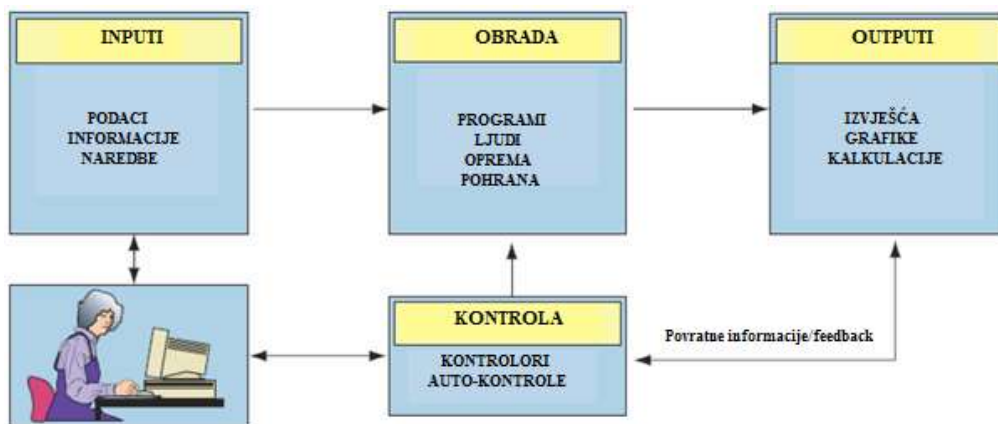 INPUTI
PODACI
INFORMACIJE
NAREDBE
OBRADA
PROGRAMI
LJUDI
OPREMA
POHRANA
OUTPUTI
IZVJEŠĆA
GRAFIKE
KALKULACIJE
KONTROLA
KONTROLORI
AUTO-KONTROLE
Povratne informacije/feedback